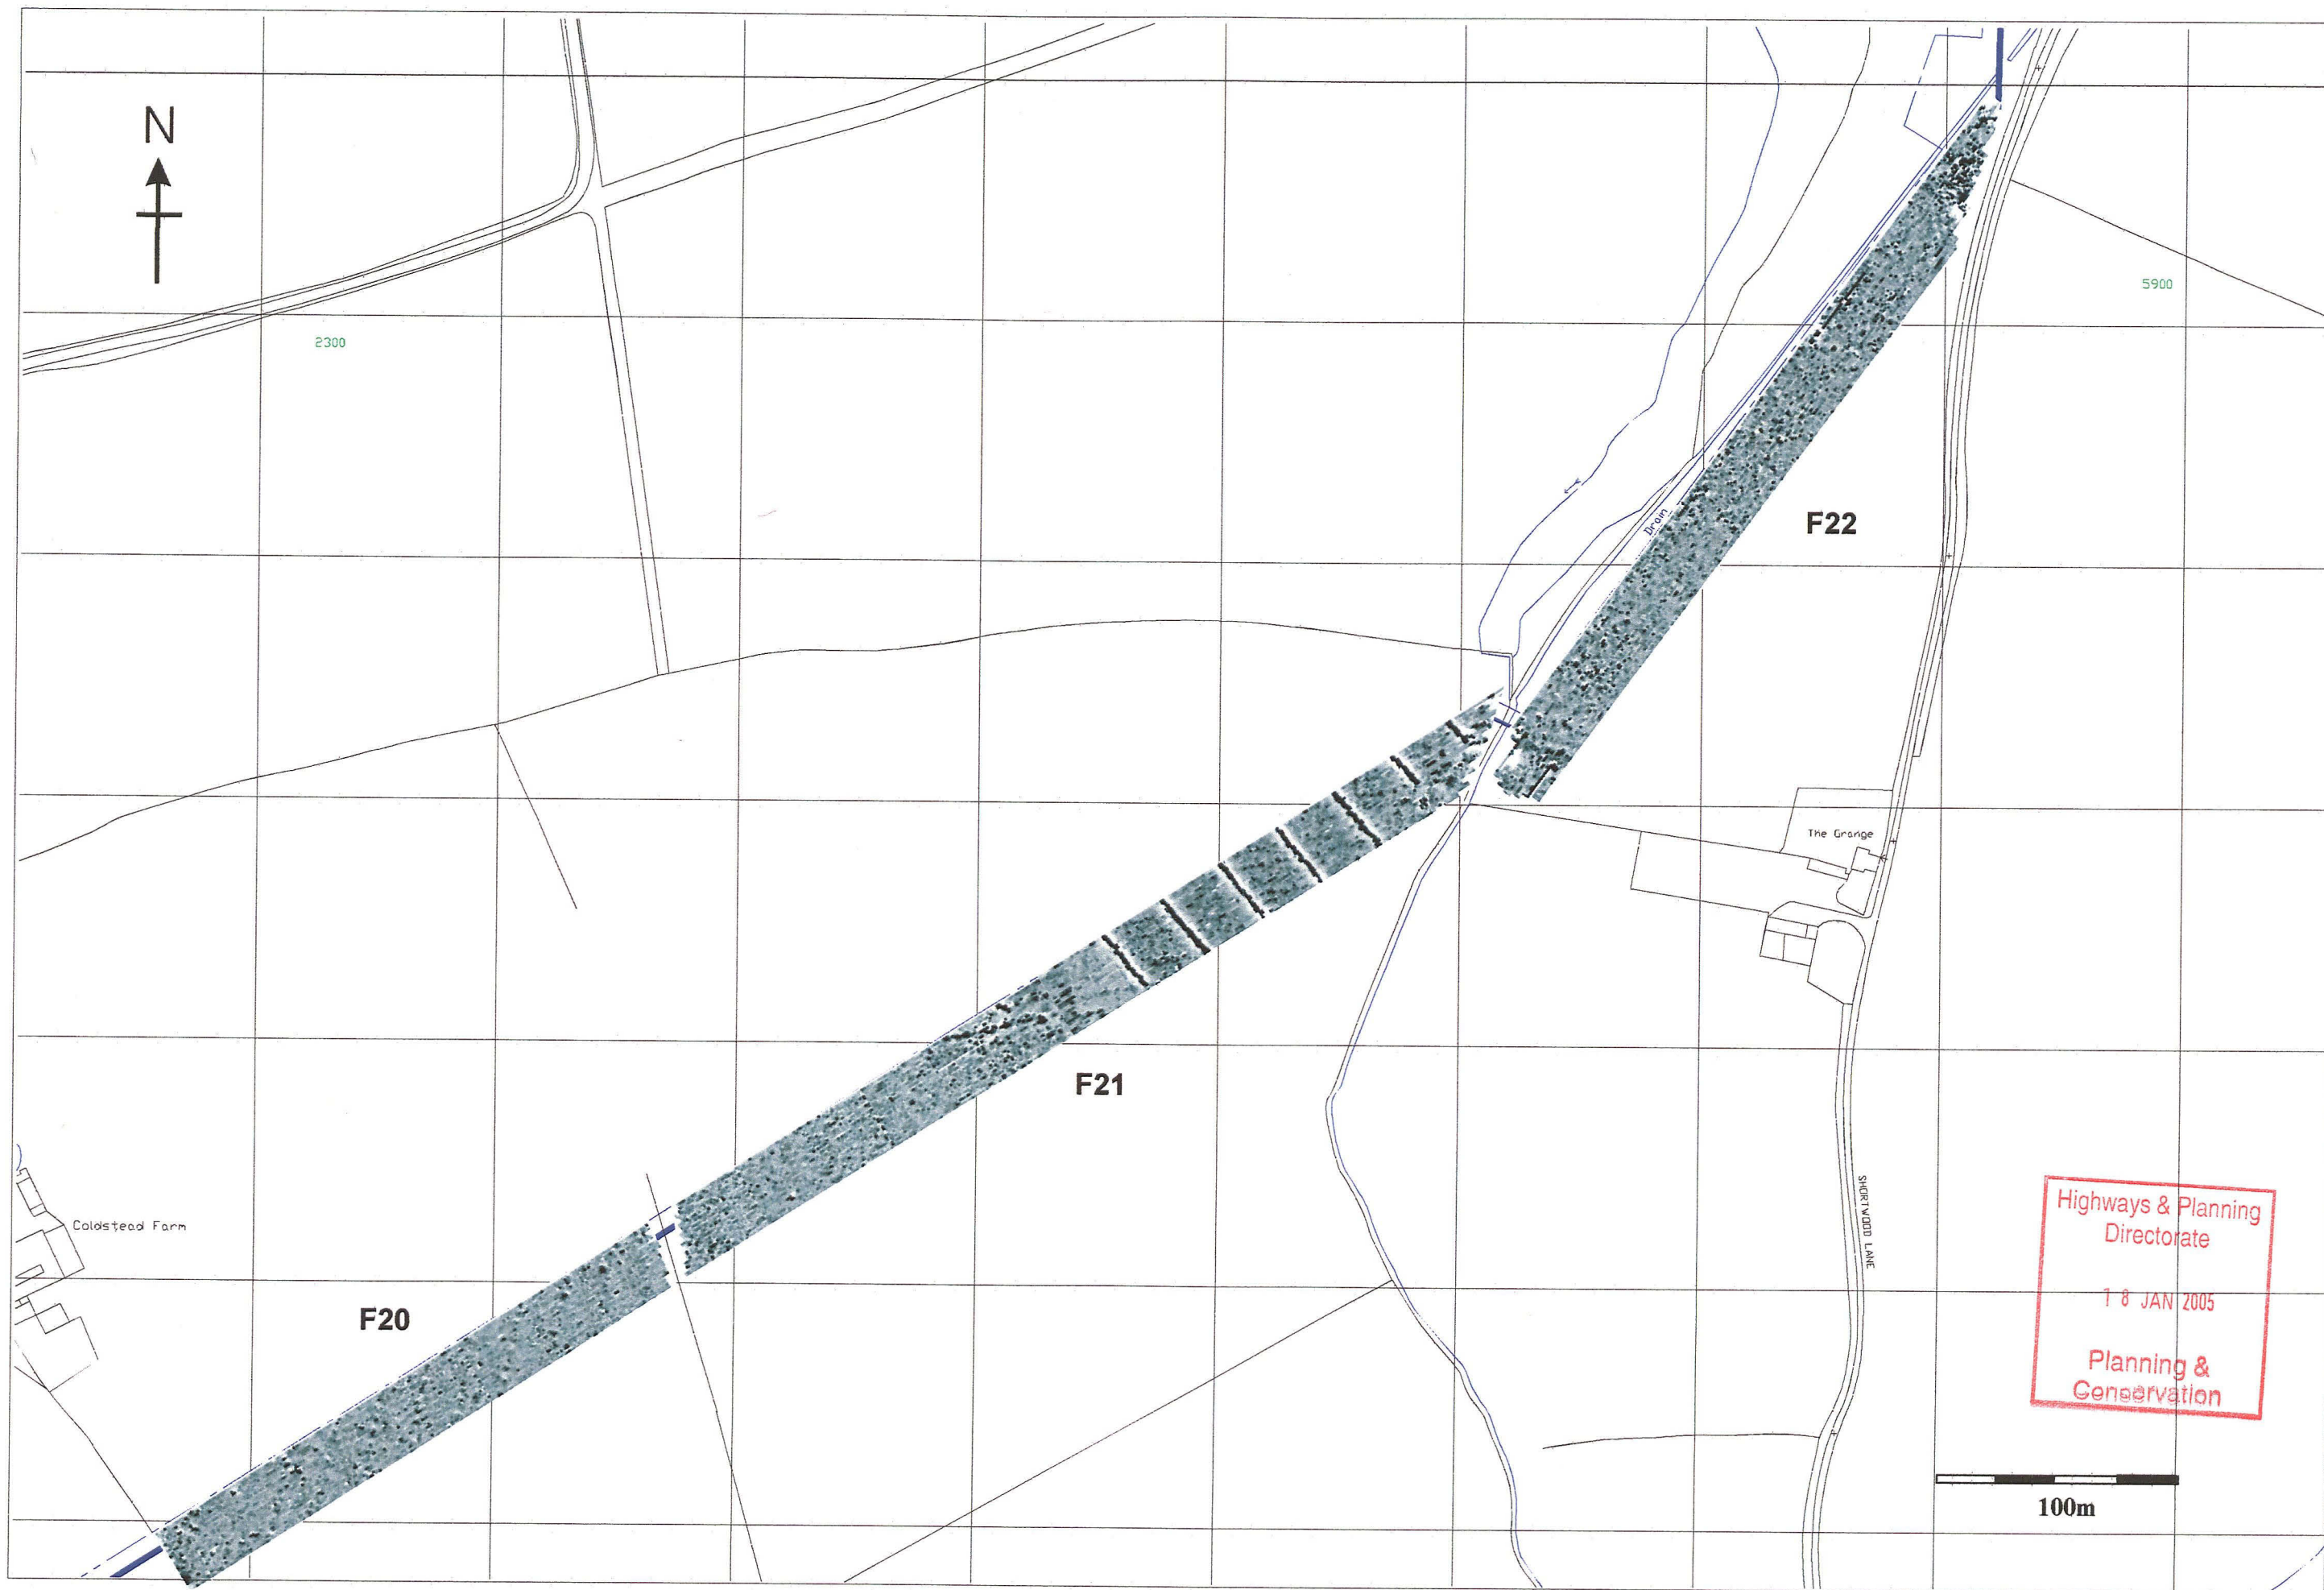 N
2300
5900
Drain
F22
The Grange
F21
SHORTWOOD LANE
Coldstead Farm
F20
Highways & Planning
Directorate
18 JAN 2005
Planning &
Conservation
100m